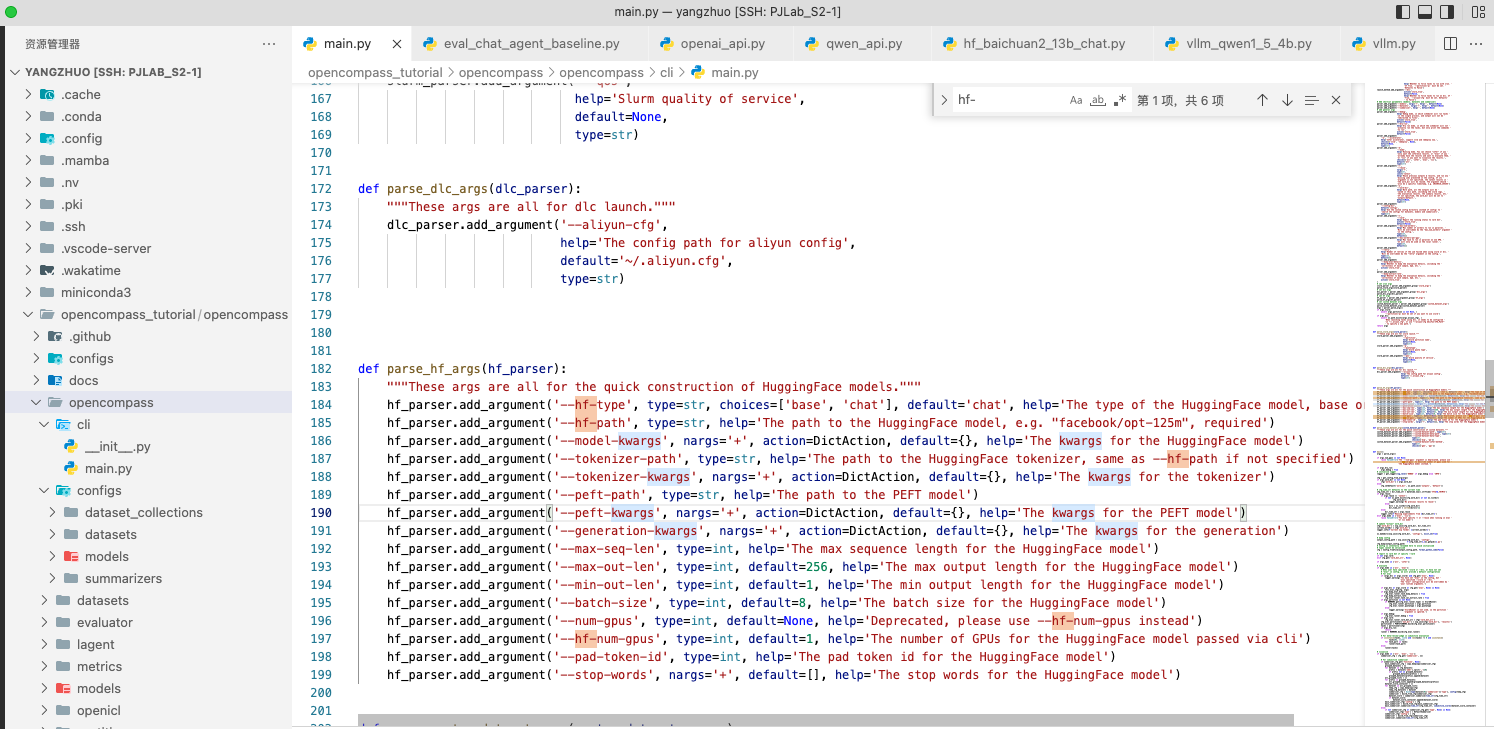 main.py — yangzhuo [SSH: PJLab_S2-1]
资源管理器
main.py
eval_chat_agent_baseline.py
openai_api.py
qwen_api.py
hf_baichuan2_13b_chat.py
vllm_qwen1_5_4b.py
vllm.py
YANGZHUO [SSH: PJLAB_S2-1]
.cache
.conda
.config
.mamba
.nv
.pki
.ssh
.vscode-server
.wakatime
miniconda3
opencompass_tutorial / opencompass
.github
configs
docs
opencompass
cli
__init__.py
main.py
configs
dataset_collections
datasets
models
summarizers
datasets
evaluator
lagent
metrics
models
openicl
opencompass_tutorial > opencompass > opencompass > cli > main.py
hf-
Aa ab .* 第 1 项，共 6 项
167 help='Slurm quality of service',
168 default=None,
169 type=str)
170
171
172 def parse_dlc_args(dlc_parser):
173 """These args are all for dlc launch."""
174 dlc_parser.add_argument('--aliyun-cfg',
175 help='The config path for aliyun config',
176 default='~/.aliyun.cfg',
177 type=str)
178
179
180
181
182 def parse_hf_args(hf_parser):
183 """These args are all for the quick construction of HuggingFace models."""
184 hf_parser.add_argument('--hf-type', type=str, choices=['base', 'chat'], default='chat', help='The type of the HuggingFace model, base or
185 hf_parser.add_argument('--hf-path', type=str, help='The path to the HuggingFace model, e.g. "facebook/opt-125m", required')
186 hf_parser.add_argument('--model-kwargs', nargs='+', action=DictAction, default={}, help='The kwargs for the HuggingFace model')
187 hf_parser.add_argument('--tokenizer-path', type=str, help='The path to the HuggingFace tokenizer, same as --hf-path if not specified')
188 hf_parser.add_argument('--tokenizer-kwargs', nargs='+', action=DictAction, default={}, help='The kwargs for the tokenizer')
189 hf_parser.add_argument('--peft-path', type=str, help='The path to the PEFT model')
190 hf_parser.add_argument('--peft-kwargs', nargs='+', action=DictAction, default={}, help='The kwargs for the PEFT model')
191 hf_parser.add_argument('--generation-kwargs', nargs='+', action=DictAction, default={}, help='The kwargs for the generation')
192 hf_parser.add_argument('--max-seq-len', type=int, help='The max sequence length for the HuggingFace model')
193 hf_parser.add_argument('--max-out-len', type=int, default=256, help='The max output length for the HuggingFace model')
194 hf_parser.add_argument('--min-out-len', type=int, default=1, help='The min output length for the HuggingFace model')
195 hf_parser.add_argument('--batch-size', type=int, default=8, help='The batch size for the HuggingFace model')
196 hf_parser.add_argument('--num-gpus', type=int, default=None, help='Deprecated, please use --hf-num-gpus instead')
197 hf_parser.add_argument('--hf-num-gpus', type=int, default=1, help='The number of GPUs for the HuggingFace model passed via cli')
198 hf_parser.add_argument('--pad-token-id', type=int, help='The pad token id for the HuggingFace model')
199 hf_parser.add_argument('--stop-words', nargs='+', default=[], help='The stop words for the HuggingFace model')
200
201